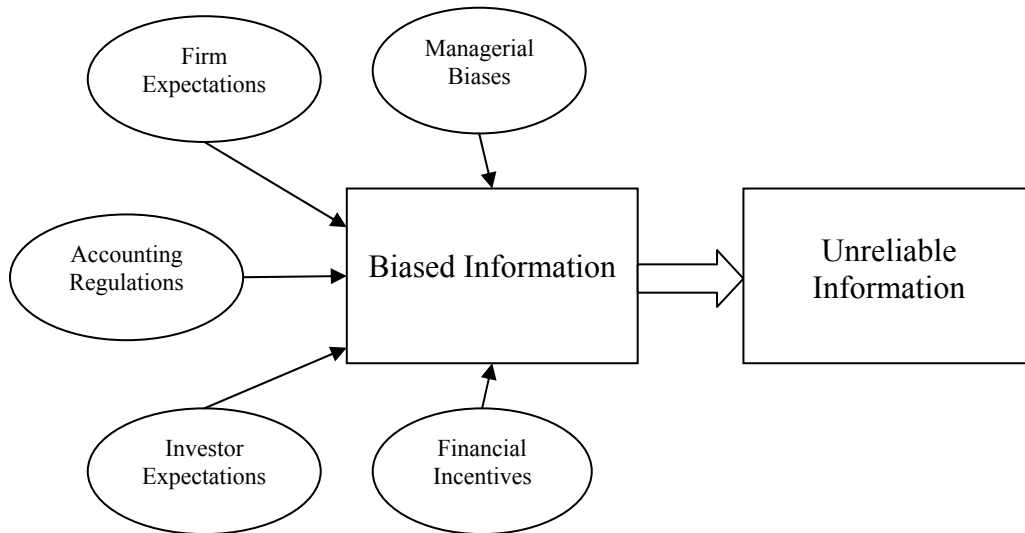 Firm
Expectations
Managerial
Biases
Accounting
Regulations
Biased Information
Unreliable
Information
Investor
Expectations
Financial
Incentives